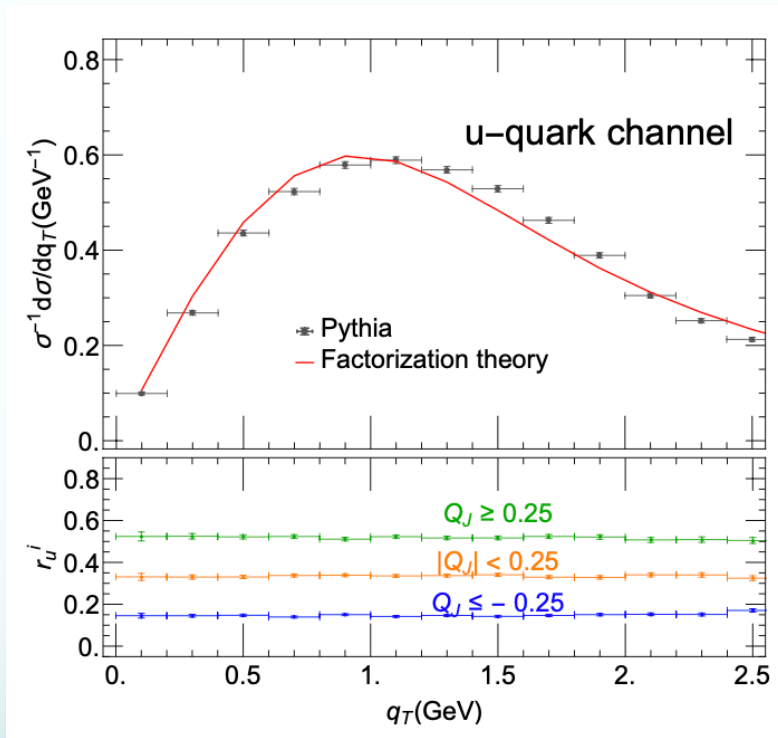 0.8
u−quark channel
0.6
σ⁻¹dσ/dq_T(GeV⁻¹)
0.4
Pythia
Factorization theory
0.2
0.
0.8
r_u^i
0.6
Q_J ≥ 0.25
0.4
|Q_J| < 0.25
0.2
Q_J ≤ − 0.25
0.
0. 0.5 1. 1.5 2. 2.5
q_T(GeV)